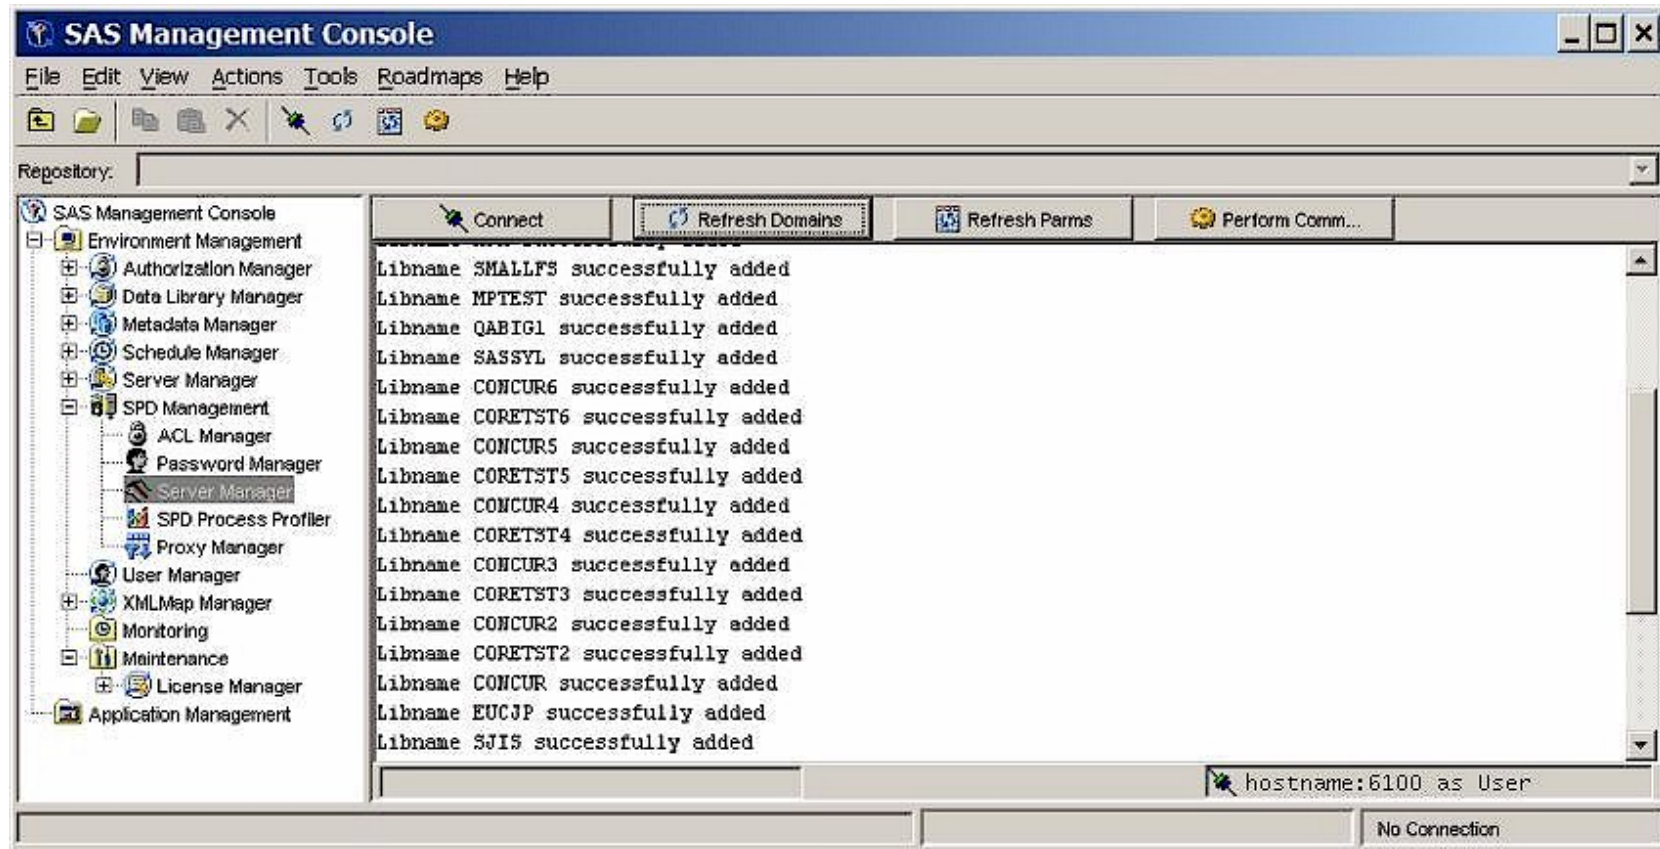 SAS Management Console
File Edit View Actions Tools Roadmaps Help
Repository:
SAS Management Console
Environment Management
Authorization Manager
Data Library Manager
Metadata Manager
Schedule Manager
Server Manager
SPD Management
ACL Manager
Password Manager
Server Manager
SPD Process Profiler
Proxy Manager
User Manager
XMLMap Manager
Monitoring
Maintenance
License Manager
Application Management
Connect Refresh Domains Refresh Parms Perform Comm...
Libname SMALLFS successfully added
Libname MPTEST successfully added
Libname QABIG1 successfully added
Libname SASSYL successfully added
Libname CONCUR6 successfully added
Libname CORETST6 successfully added
Libname CONCUR5 successfully added
Libname CORETST5 successfully added
Libname CONCUR4 successfully added
Libname CORETST4 successfully added
Libname CONCUR3 successfully added
Libname CORETST3 successfully added
Libname CONCUR2 successfully added
Libname CORETST2 successfully added
Libname CONCUR successfully added
Libname EUCJP successfully added
Libname SJIS successfully added
hostname:6100 as User
No Connection